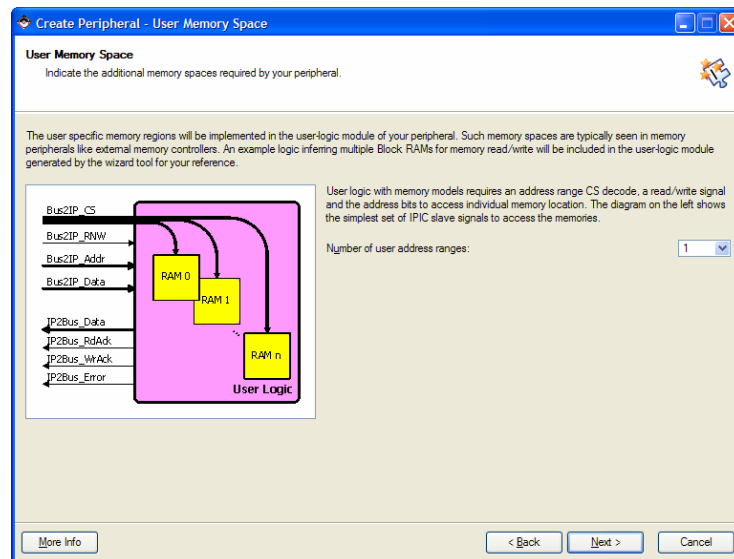 Create Peripheral - User Memory Space
User Memory Space
Indicate the additional memory spaces required by your peripheral.
The user specific memory regions will be implemented in the user-logic module of your peripheral. Such memory spaces are typically seen in memory
peripherals like external memory controllers. An example logic inferring multiple Block RAMs for memory read/write will be included in the user-logic module
generated by the wizard tool for your reference.
Bus2IP_CS
Bus2IP_RNW
Bus2IP_Addr
Bus2IP_Data
IP2Bus_Data
IP2Bus_RdAck
IP2Bus_WrAck
IP2Bus_Error
RAM 0
RAM 1
RAM n
User Logic
User logic with memory models requires an address range CS decode, a read/write signal
and the address bits to access individual memory location. The diagram on the left shows
the simplest set of IPIC slave signals to access the memories.
Number of user address ranges: 1
More Info
< Back
Next >
Cancel